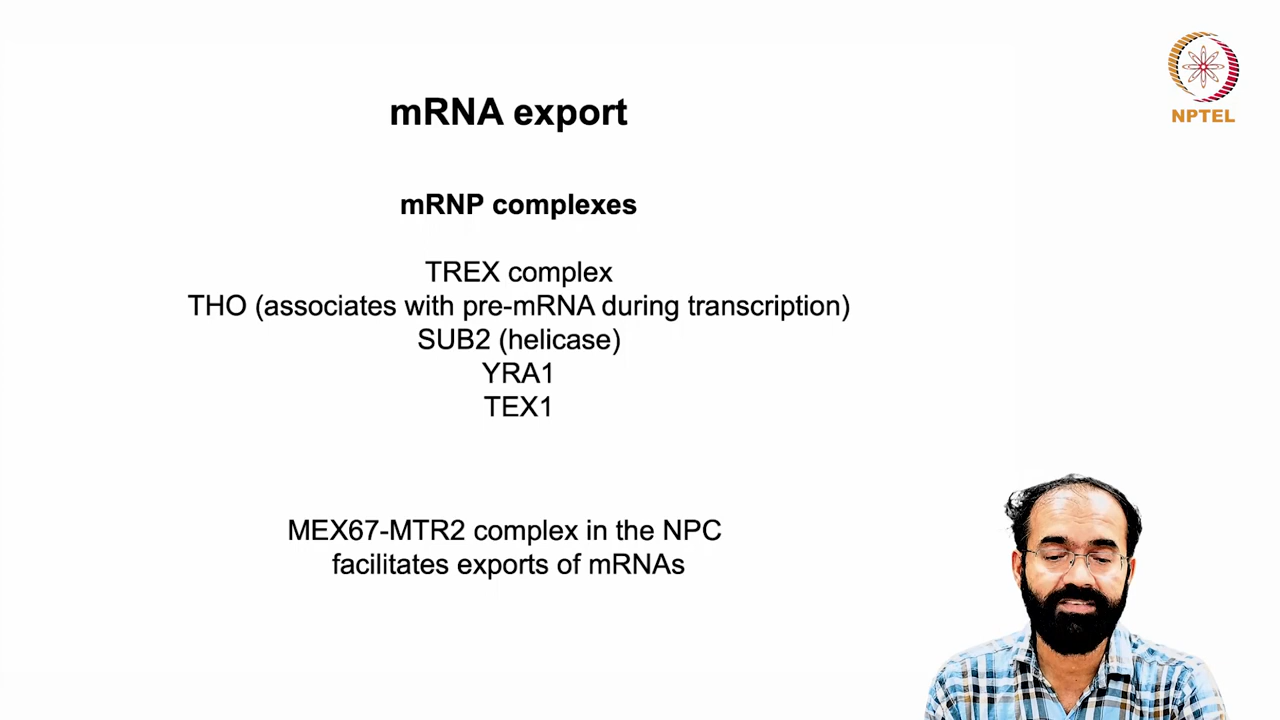 NPTEL
mRNA export
mRNP complexes
TREX complex
THO (associates with pre-mRNA during transcription)
SUB2 (helicase)
YRA1
TEX1
MEX67-MTR2 complex in the NPC
facilitates exports of mRNAs